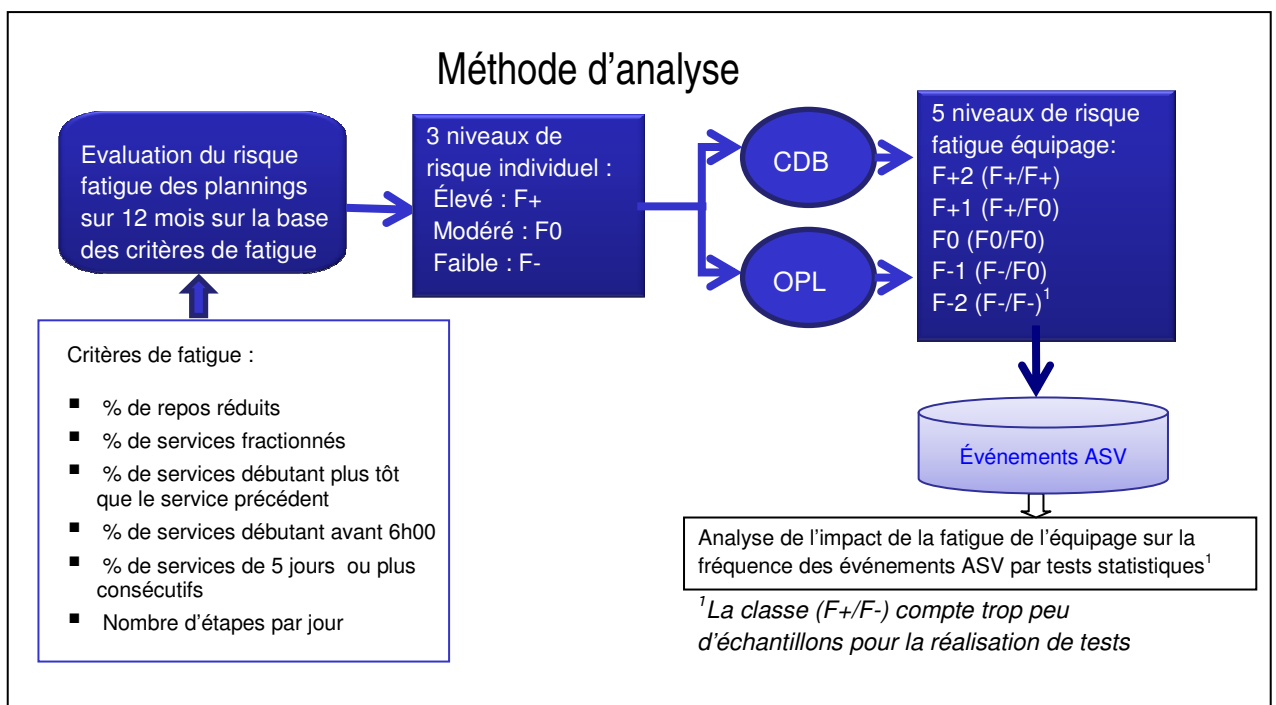 Méthode d'analyse
Evaluation du risque
fatigue des plannings
sur 12 mois sur la base
des critères de fatigue
3 niveaux de
risque individuel :
Élevé : F+
Modéré : F0
Faible : F-
CDB
OPL
5 niveaux de risque
fatigue équipage:
F+2 (F+/F+)
F+1 (F+/F0)
F0 (F0/F0)
F-1 (F-/F0)
F-2 (F-/F-)¹
Critères de fatigue :
▪ % de repos réduits
▪ % de services fractionnés
▪ % de services débutant plus tôt
que le service précédent
▪ % de services débutant avant 6h00
▪ % de services de 5 jours ou plus
consécutifs
▪ Nombre d'étapes par jour
Événements ASV
Analyse de l'impact de la fatigue de l'équipage sur la
fréquence des événements ASV par tests statistiques¹
¹La classe (F+/F-) compte trop peu
d'échantillons pour la réalisation de tests